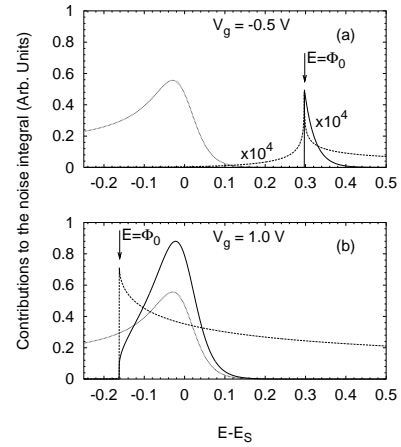 Contributions to the noise integral (Arb. Units)
V_g = -0.5 V
(a)
E=Φ_0
x10^4
x10^4
1
0.8
0.6
0.4
0.2
0
-0.2 -0.1 0 0.1 0.2 0.3 0.4 0.5
V_g = 1.0 V
(b)
E=Φ_0
1
0.8
0.6
0.4
0.2
0
-0.2 -0.1 0 0.1 0.2 0.3 0.4 0.5
E-E_S